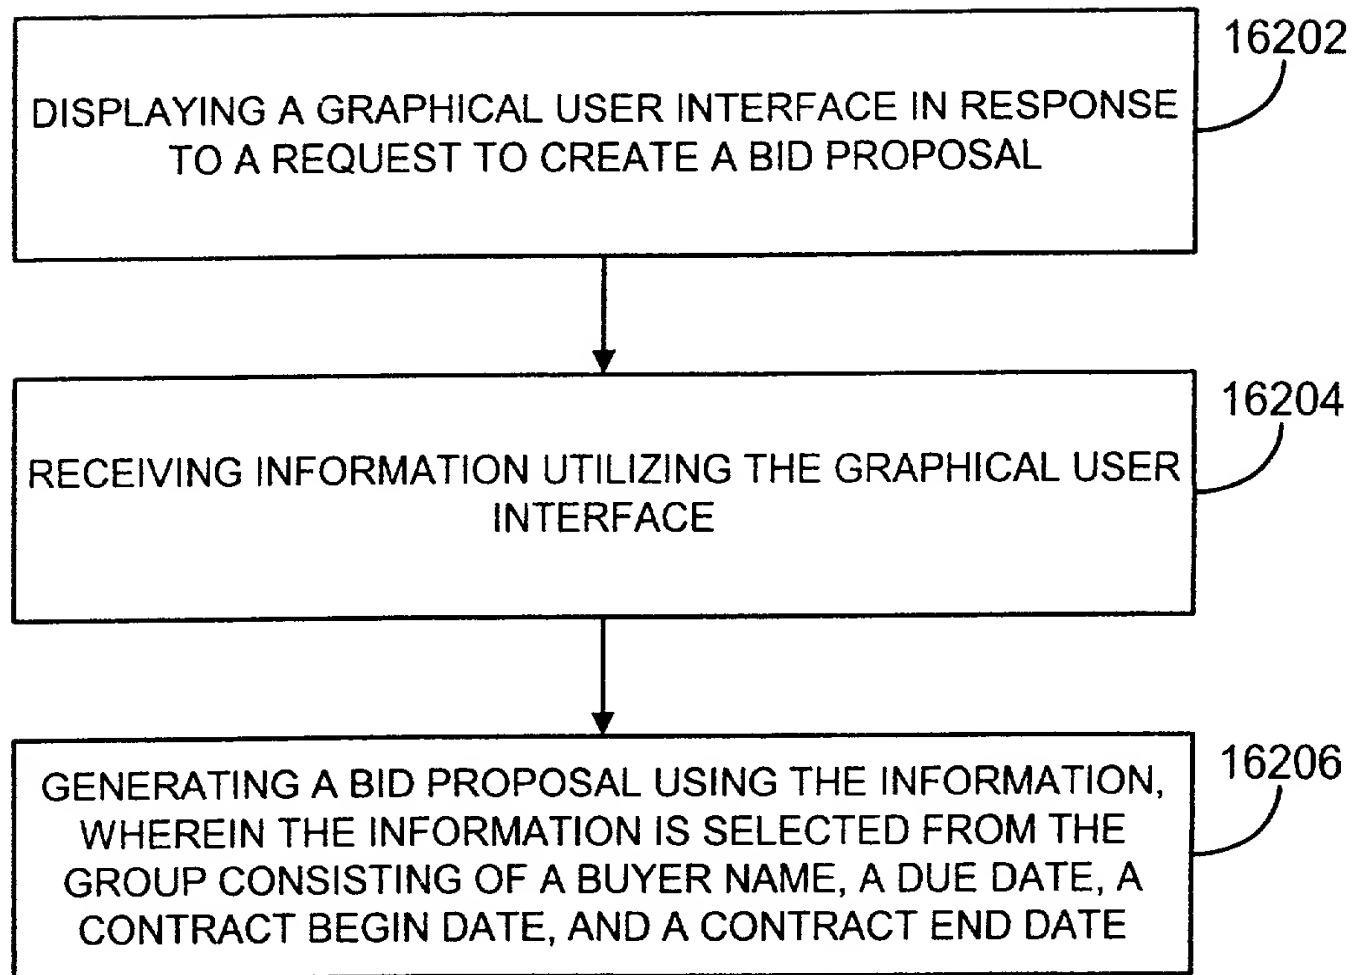 16202
DISPLAYING A GRAPHICAL USER INTERFACE IN RESPONSE
TO A REQUEST TO CREATE A BID PROPOSAL
16204
RECEIVING INFORMATION UTILIZING THE GRAPHICAL USER
INTERFACE
16206
GENERATING A BID PROPOSAL USING THE INFORMATION,
WHEREIN THE INFORMATION IS SELECTED FROM THE
GROUP CONSISTING OF A BUYER NAME, A DUE DATE, A
CONTRACT BEGIN DATE, AND A CONTRACT END DATE